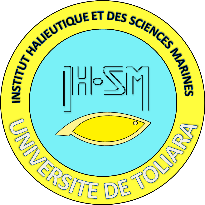 INSTITUT HALIEUTIQUE ET DES SCIENCES MARINES
IH.SM
UNIVERSITE DE TOLIARA